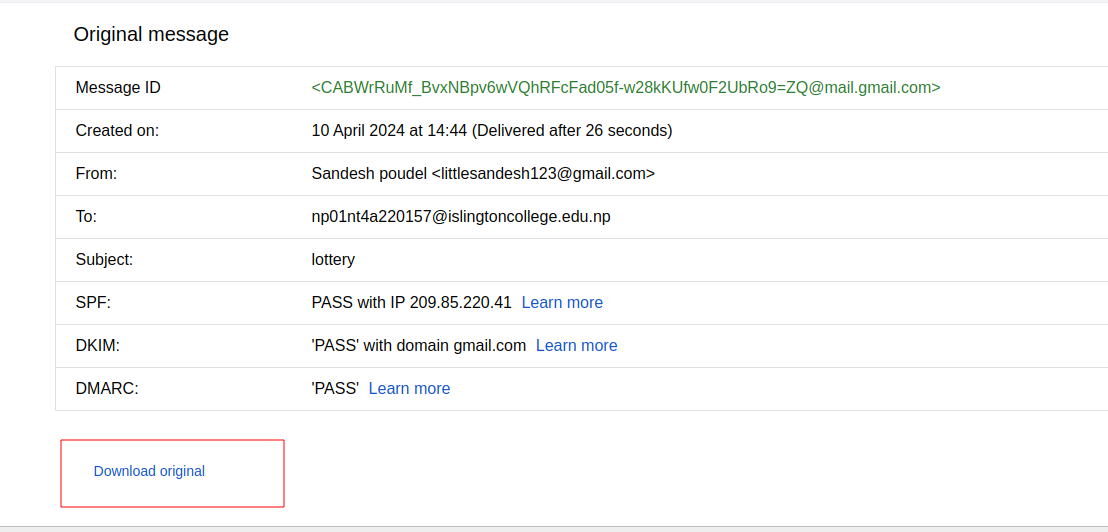 Original message
Message ID <CABWrRuMf_BvxNBpv6wVQhRFcFad05f-w28kKUfw0F2UbRo9=ZQ@mail.gmail.com>
Created on: 10 April 2024 at 14:44 (Delivered after 26 seconds)
From: Sandesh poudel <littlesandesh123@gmail.com>
To: np01nt4a220157@islingtoncollege.edu.np
Subject: lottery
SPF: PASS with IP 209.85.220.41 Learn more
DKIM: 'PASS' with domain gmail.com Learn more
DMARC: 'PASS' Learn more
Download original